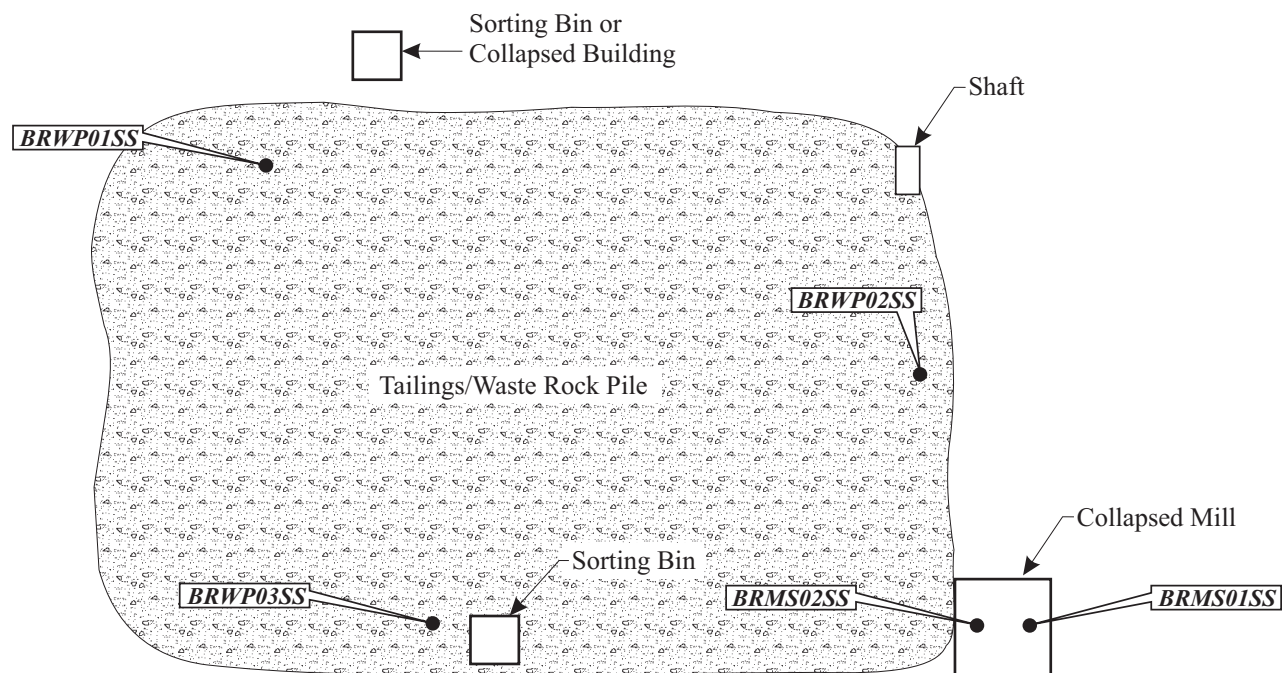 Sorting Bin or
Collapsed Building
Shaft
BRWP01SS
BRWP02SS
Tailings/Waste Rock Pile
Collapsed Mill
Sorting Bin
BRWP03SS
BRMS02SS
BRMS01SS